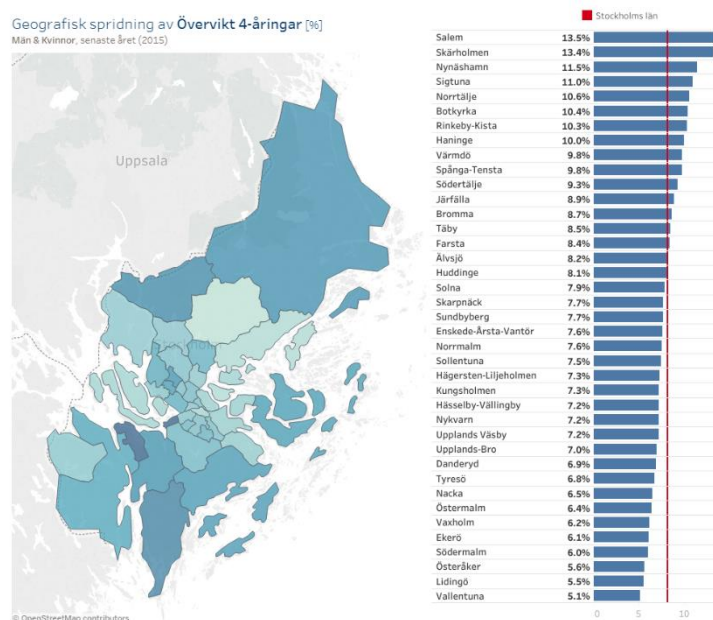 Geografisk spridning av Övervikt 4-åringar [%]
Män & Kvinnor, senaste året (2015)
Uppsala
© OpenStreetMap contributors
Stockholms län
Salem 13.5%
Skärholmen 13.4%
Nynäshamn 11.5%
Sigtuna 11.0%
Norrtälje 10.6%
Botkyrka 10.4%
Rinkeby-Kista 10.3%
Haninge 10.0%
Värmdö 9.8%
Spånga-Tensta 9.8%
Södertälje 9.3%
Järfälla 8.9%
Bromma 8.7%
Täby 8.5%
Farsta 8.4%
Älvsjö 8.2%
Huddinge 8.1%
Solna 7.9%
Skarpnäck 7.7%
Sundbyberg 7.7%
Enskede-Årsta-Vantör 7.6%
Norrmalm 7.6%
Sollentuna 7.5%
Hägersten-Liljeholmen 7.3%
Kungsholmen 7.3%
Hässelby-Vällingby 7.2%
Nykvarn 7.2%
Upplands Väsby 7.2%
Upplands-Bro 7.0%
Danderyd 6.9%
Tyresö 6.8%
Nacka 6.5%
Östermalm 6.4%
Vaxholm 6.2%
Ekerö 6.1%
Södermalm 6.0%
Österåker 5.6%
Lidingö 5.5%
Vallentuna 5.1%
0 5 10